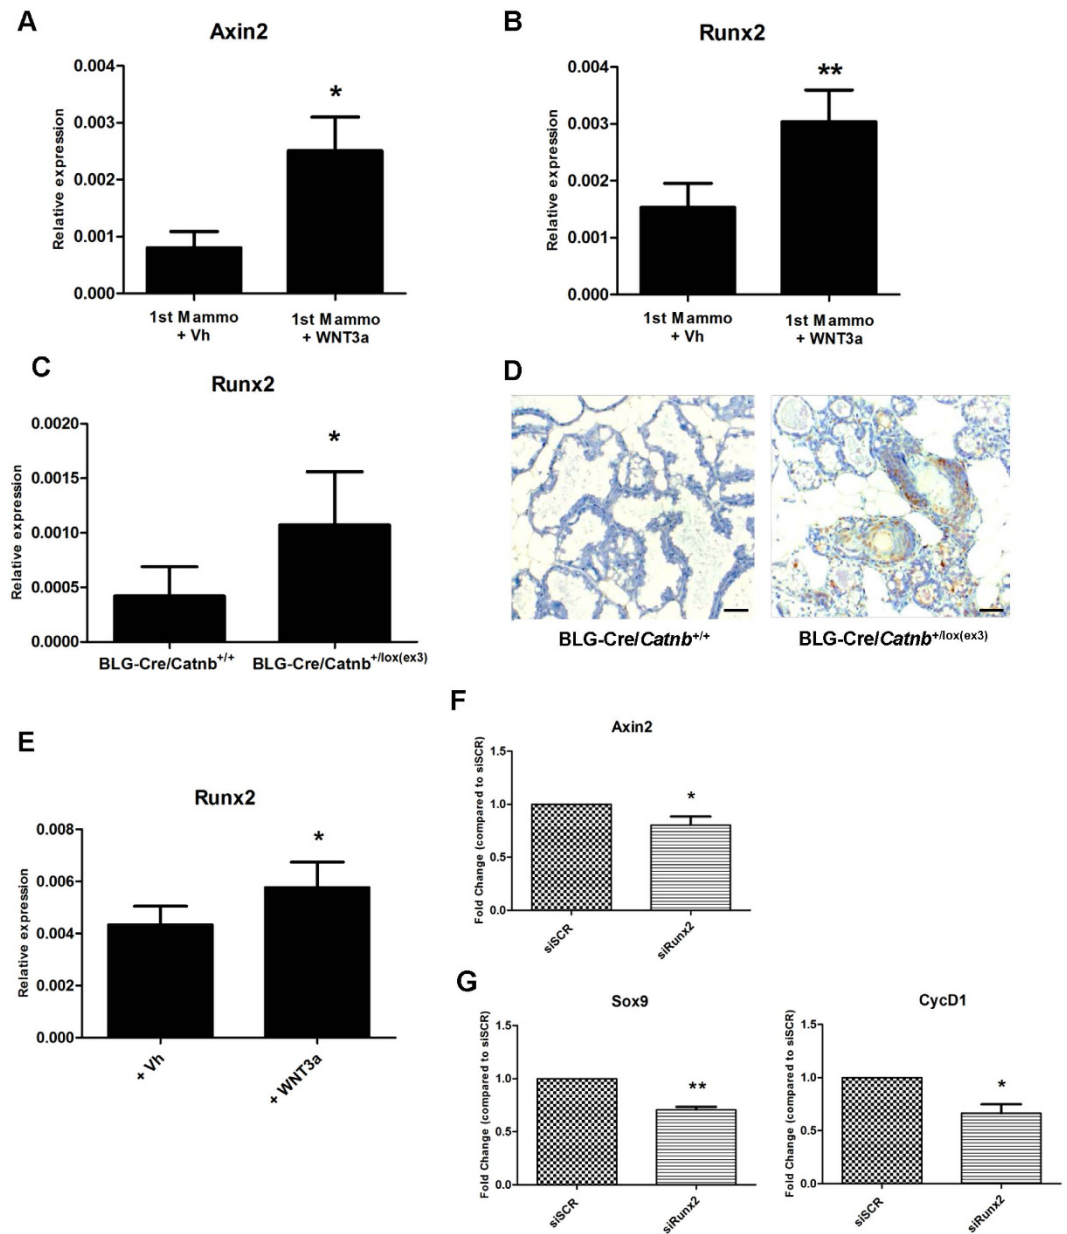 A
Axin2
0.004
*
0.003
0.002
0.001
0.000
Relative expression
1st Mammo
+ Vh
1st Mammo
+ WNT3a
B
Runx2
0.004
**
0.003
0.002
0.001
0.000
Relative expression
1st Mammo
+ Vh
1st Mammo
+ WNT3a
C
Runx2
0.0020
*
0.0015
0.0010
0.0005
0.0000
Relative expression
BLG-Cre/Catnb+/+
BLG-Cre/Catnb+/lox(ex3)
D
BLG-Cre/Catnb+/+
BLG-Cre/Catnb+/lox(ex3)
E
Runx2
0.008
*
0.006
0.004
0.002
0.000
Relative expression
+ Vh
+ WNT3a
F
Axin2
1.5
*
1.0
0.5
0.0
Fold Change (compared to siSCR)
siSCR
siRunx2
G
Sox9
1.5
**
1.0
0.5
0.0
Fold Change (compared to siSCR)
siSCR
siRunx2
CycD1
1.5
*
1.0
0.5
0.0
Fold Change (compared to siSCR)
siSCR
siRunx2